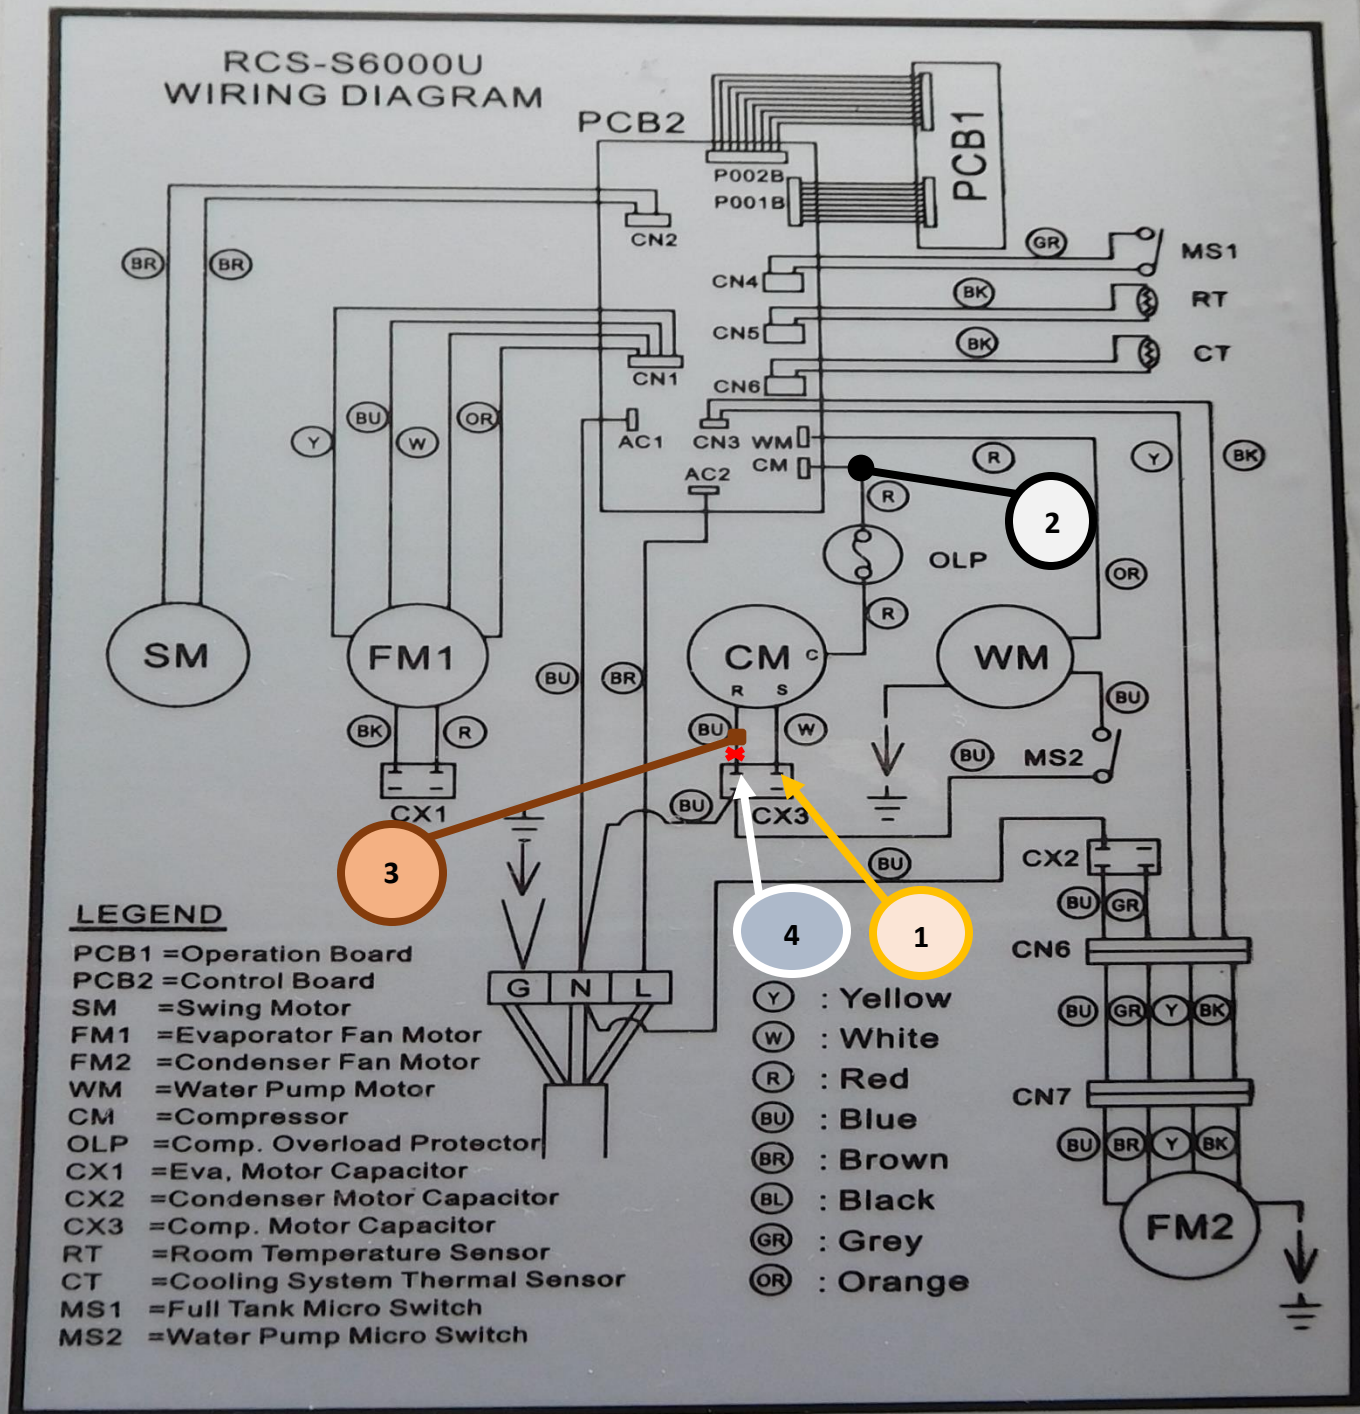 RCS-S6000U
WIRING DIAGRAM
PCB2
PCB1
P002B
P001B
CN2
GR
MS1
BR
BR
CN4
BK
RT
CN5
BK
CT
CN1
CN6
BU
OR
Y
W
AC1
CN3
WM
CM
R
Y
BK
AC2
R
2
OLP
OR
R
SM
FM1
CM
C
WM
BU
BR
R
S
BU
BK
R
BU
W
BU
MS2
BU
CX1
CX3
3
BU
CX2
BU
GR
4
1
CN6
G
N
L
BU
GR
Y
BK
CN7
BU
BR
Y
BK
FM2
LEGEND
PCB1 =Operation Board
PCB2 =Control Board
SM =Swing Motor
FM1 =Evaporator Fan Motor
FM2 =Condenser Fan Motor
WM =Water Pump Motor
CM =Compressor
OLP =Comp. Overload Protector
CX1 =Eva, Motor Capacitor
CX2 =Condenser Motor Capacitor
CX3 =Comp. Motor Capacitor
RT =Room Temperature Sensor
CT =Cooling System Thermal Sensor
MS1 =Full Tank Micro Switch
MS2 =Water Pump Micro Switch
Y : Yellow
W : White
R : Red
BU : Blue
BR : Brown
BL : Black
GR : Grey
OR : Orange